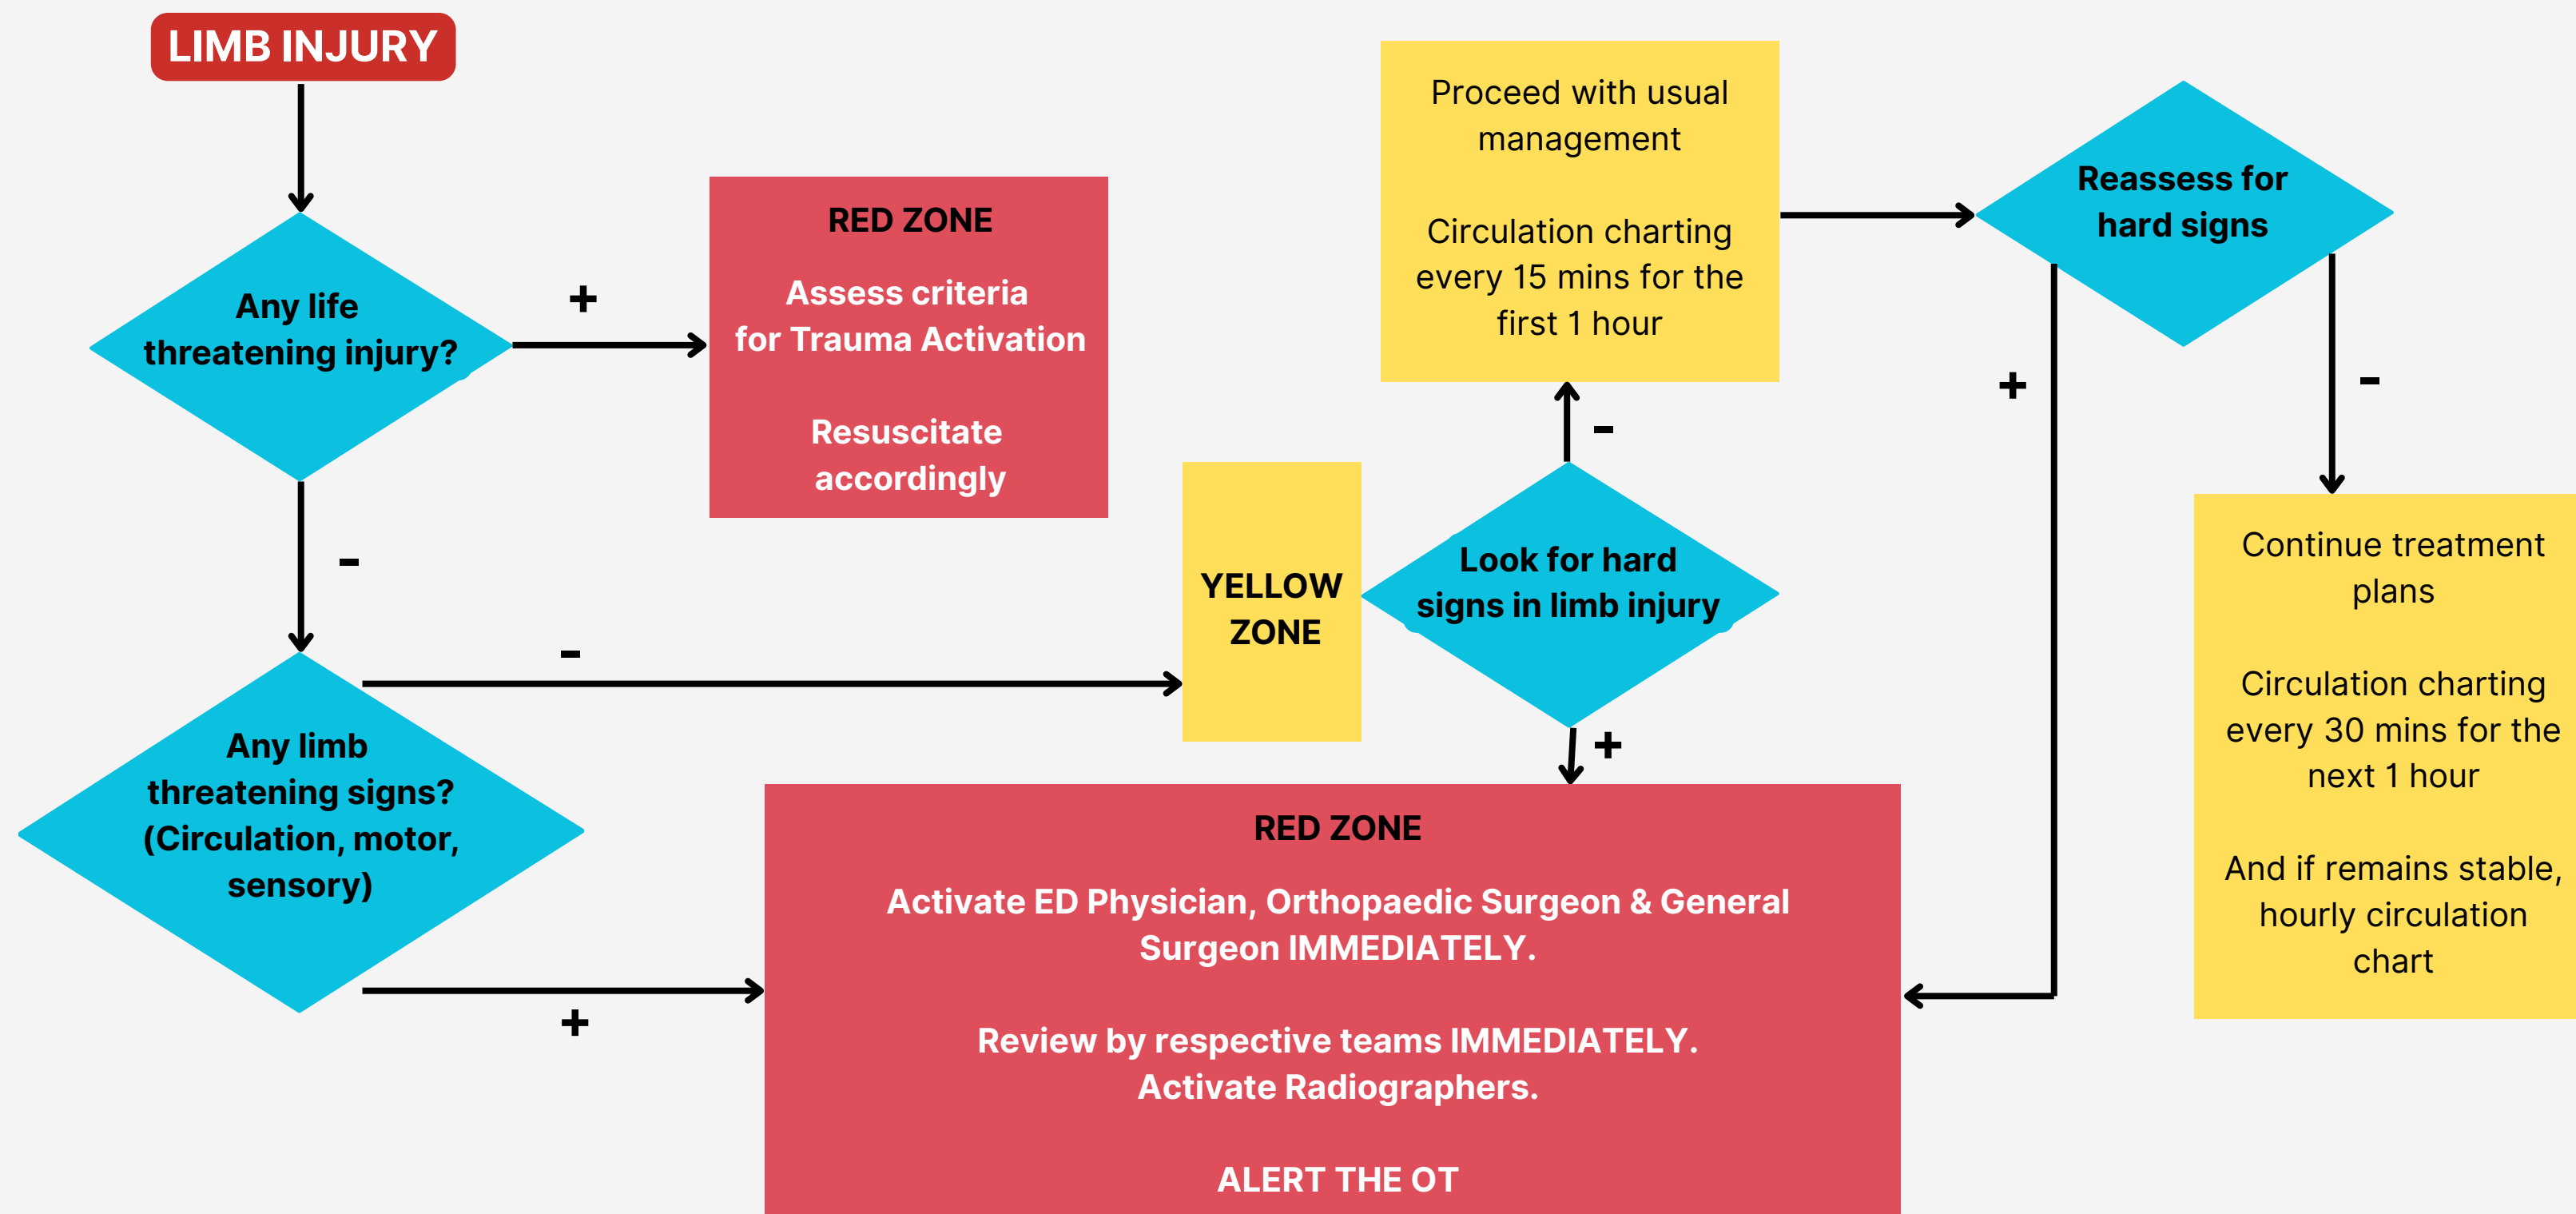 LIMB INJURY
Any life
threatening injury?
+
RED ZONE
Assess criteria
for Trauma Activation
Resuscitate
accordingly
-
Any limb
threatening signs?
(Circulation, motor,
sensory)
-
+
YELLOW
ZONE
Look for hard
signs in limb injury
-
Proceed with usual
management
Circulation charting
every 15 mins for the
first 1 hour
+
RED ZONE
Activate ED Physician, Orthopaedic Surgeon & General
Surgeon IMMEDIATELY.
Review by respective teams IMMEDIATELY.
Activate Radiographers.
ALERT THE OT
Reassess for
hard signs
+
-
Continue treatment
plans
Circulation charting
every 30 mins for the
next 1 hour
And if remains stable,
hourly circulation
chart